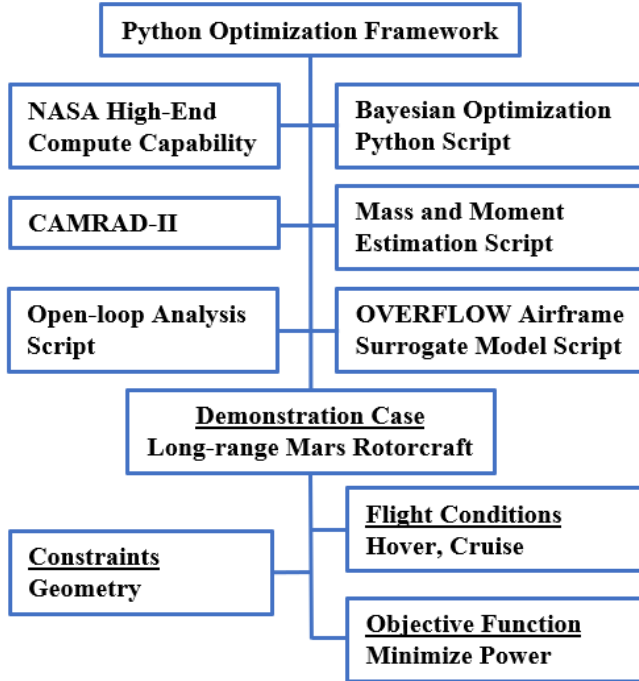 Python Optimization Framework
NASA High-End
Compute Capability
Bayesian Optimization
Python Script
CAMRAD-II
Mass and Moment
Estimation Script
Open-loop Analysis
Script
OVERFLOW Airframe
Surrogate Model Script
Demonstration Case
Long-range Mars Rotorcraft
Flight Conditions
Hover, Cruise
Constraints
Geometry
Objective Function
Minimize Power